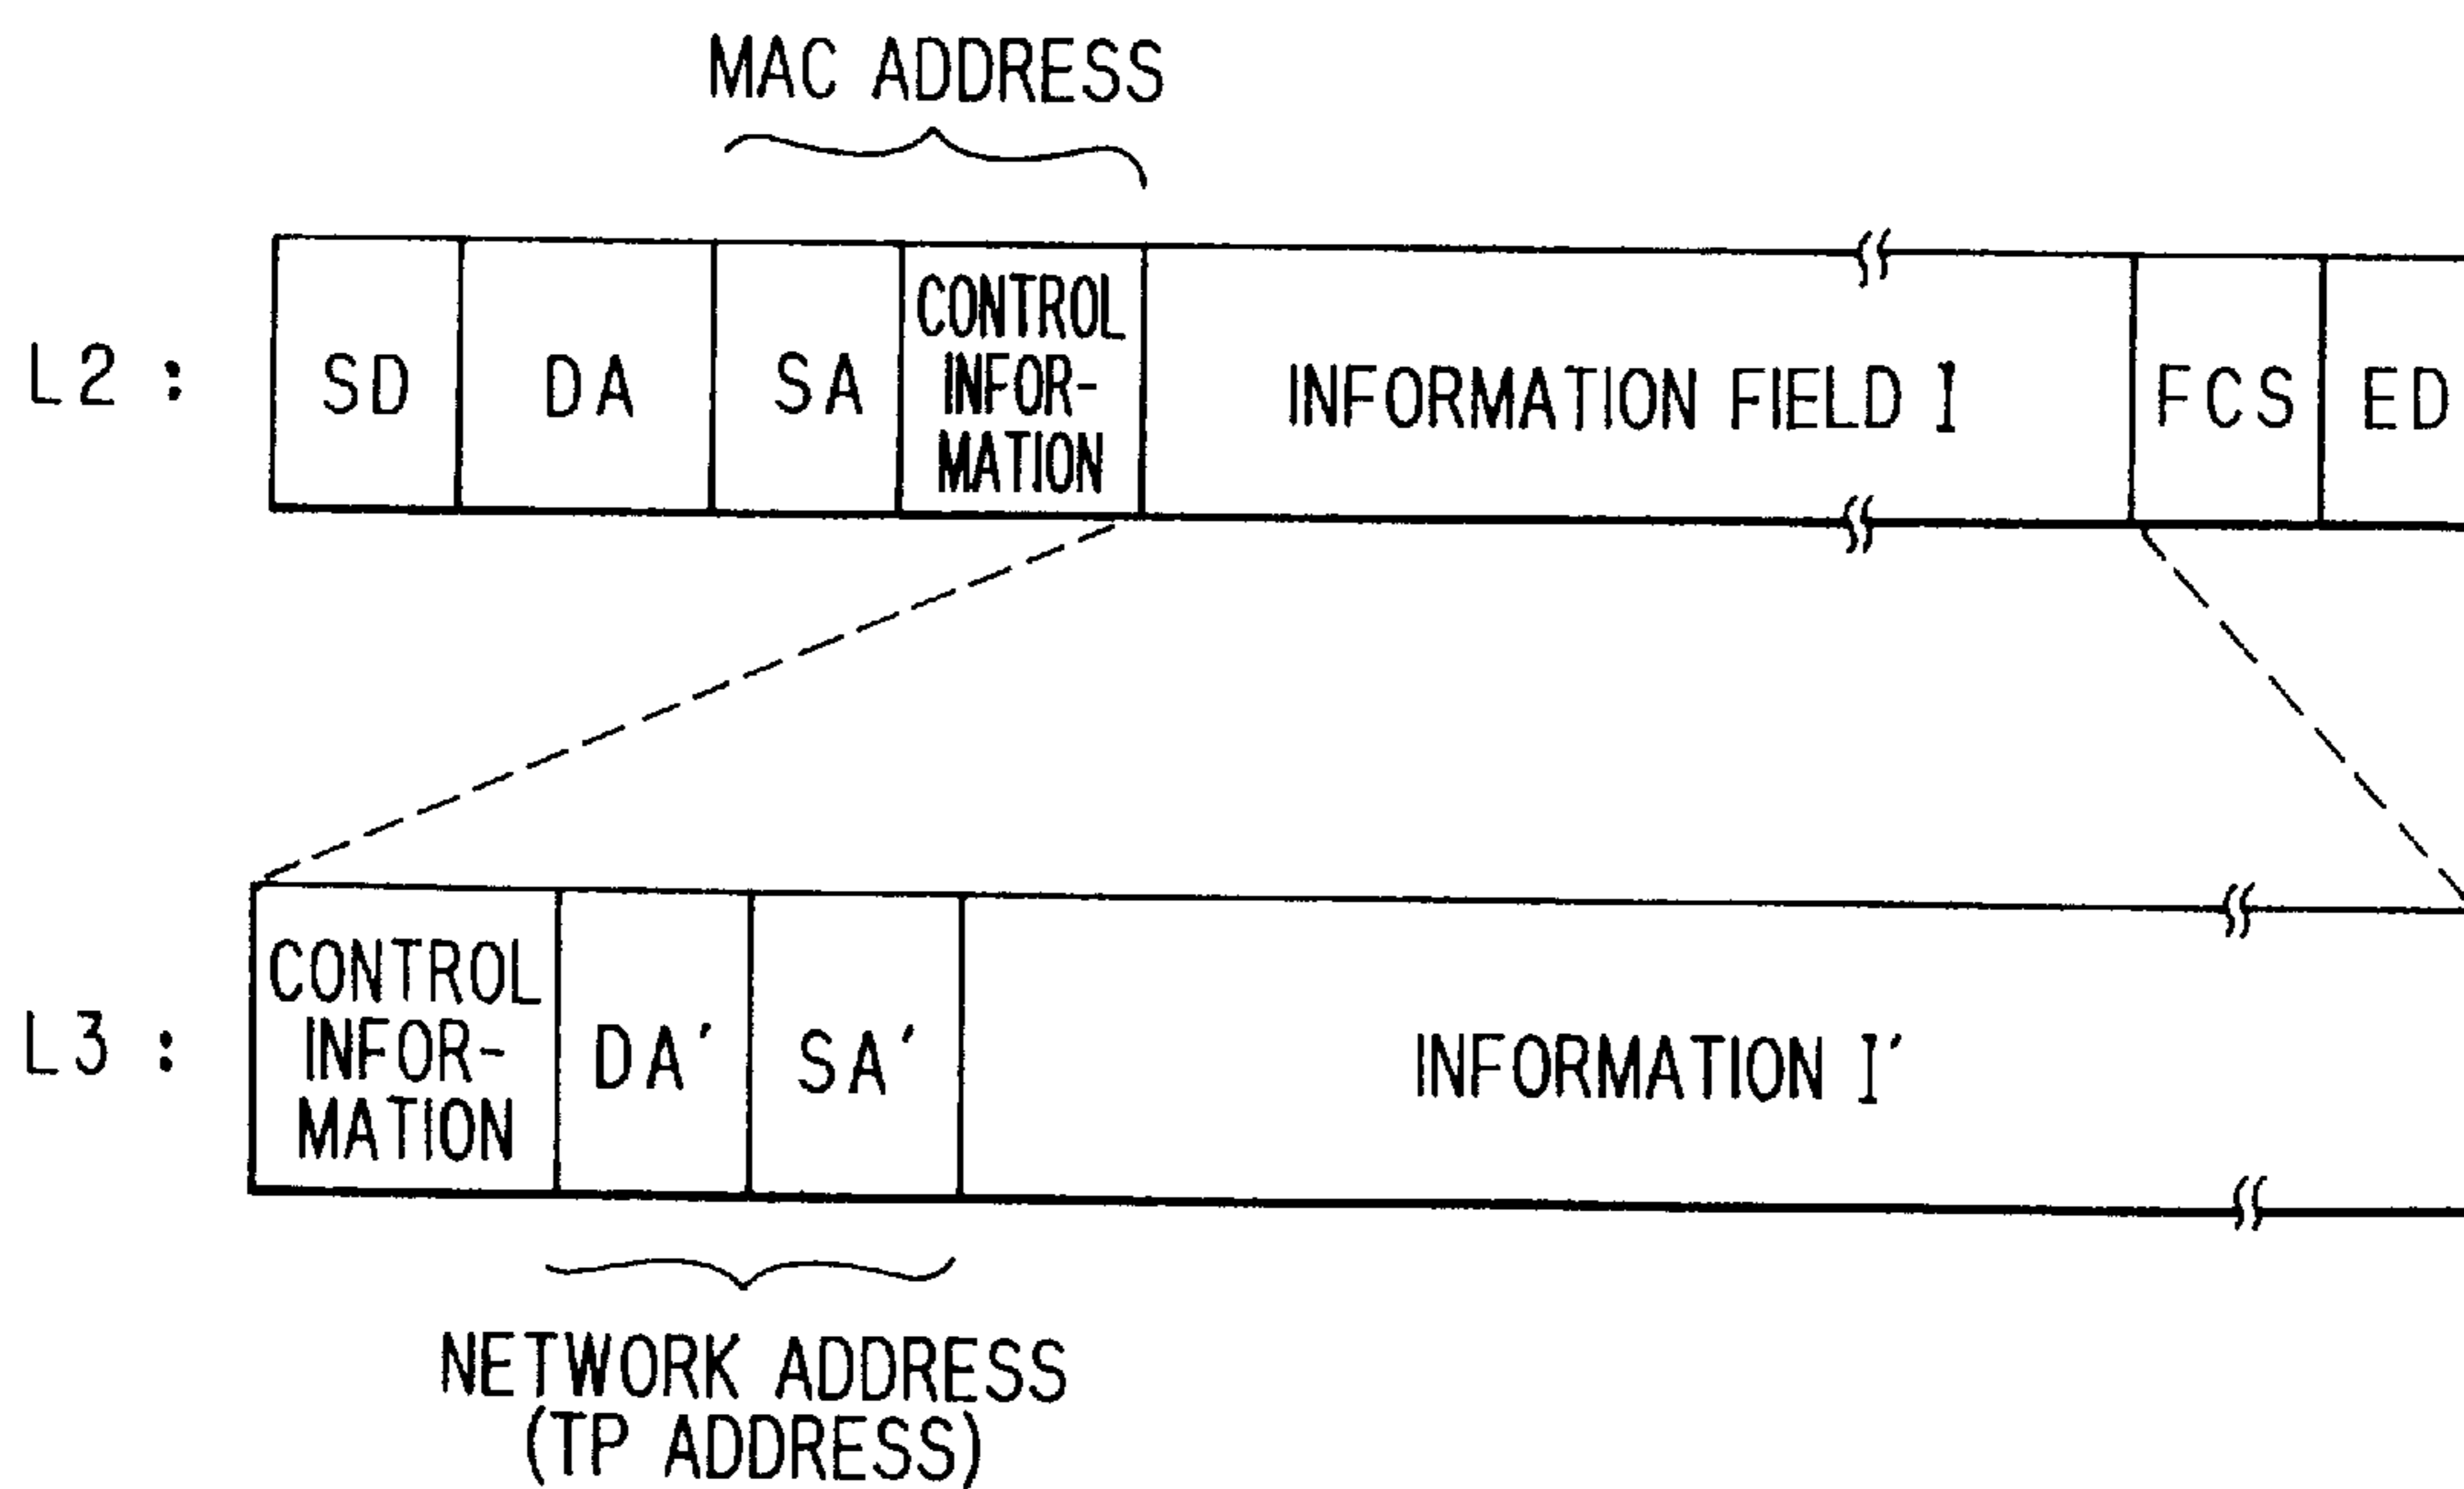 MAC ADDRESS
L2 : SD DA SA CONTROL INFOR- MATION INFORMATION FIELD I FCS ED
L3 : CONTROL INFOR- MATION DA' SA' INFORMATION I'
NETWORK ADDRESS
(TP ADDRESS)